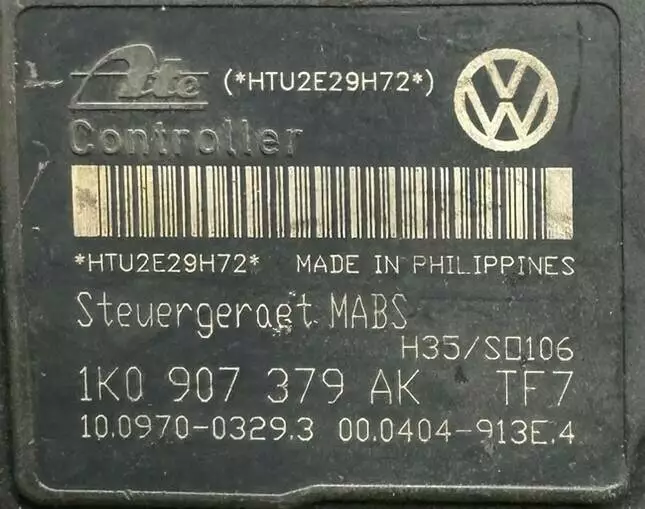 Ate (*HTU2E29H72*)
Controller
*HTU2E29H72* MADE IN PHILIPPINES
Steuergeraet MABS
H35/S□106
1K0 907 379 AK TF7
10.0970-0329.3 00.0404-913E.4